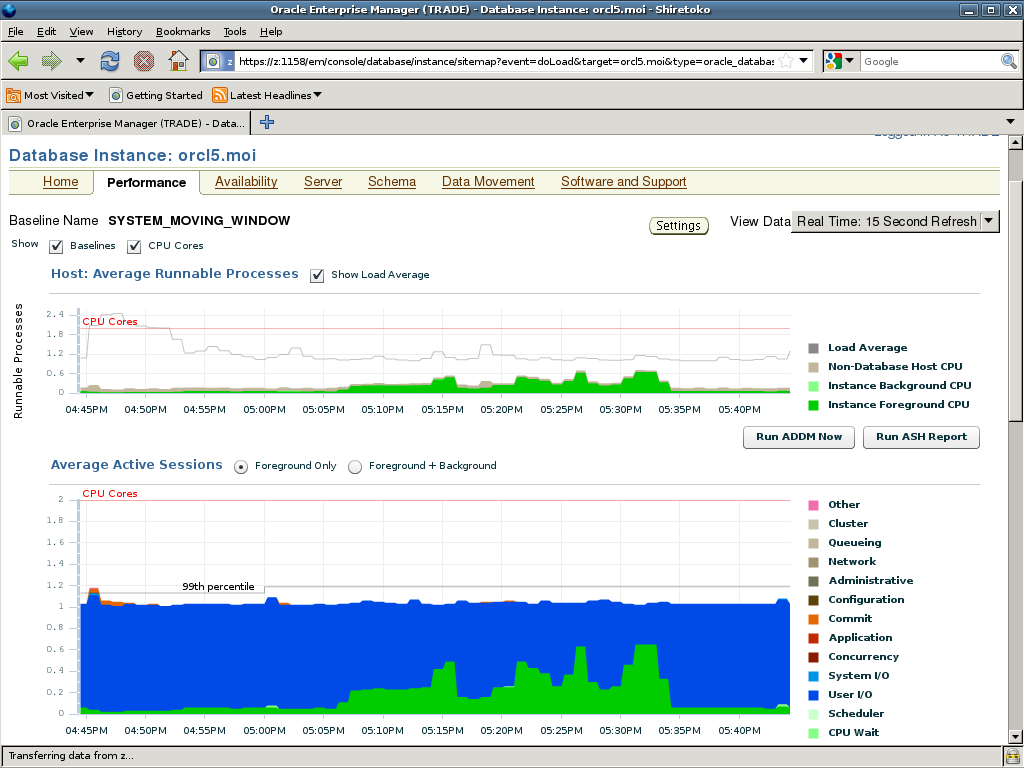 Oracle Enterprise Manager (TRADE) - Database Instance: orcl5.moi - Shiretoko
File Edit View History Bookmarks Tools Help
z https://z:1158/em/console/database/instance/sitemap?event=doLoad&target=orcl5.moi&type=oracle_databas Google
Most Visited Getting Started Latest Headlines
Oracle Enterprise Manager (TRADE) - Data...
Database Instance: orcl5.moi
Home Performance Availability Server Schema Data Movement Software and Support
Baseline Name SYSTEM_MOVING_WINDOW Settings View Data Real Time: 15 Second Refresh
Show Baselines CPU Cores
Host: Average Runnable Processes Show Load Average
Runnable Processes
2.4
CPU Cores
1.8
1.2
0.6
0
04:45PM 04:50PM 04:55PM 05:00PM 05:05PM 05:10PM 05:15PM 05:20PM 05:25PM 05:30PM 05:35PM 05:40PM
Load Average
Non-Database Host CPU
Instance Background CPU
Instance Foreground CPU
Run ADDM Now Run ASH Report
Average Active Sessions Foreground Only Foreground + Background
CPU Cores
2
1.8
1.6
1.4
1.2
99th percentile
1
0.8
0.6
0.4
0.2
0
04:45PM 04:50PM 04:55PM 05:00PM 05:05PM 05:10PM 05:15PM 05:20PM 05:25PM 05:30PM 05:35PM 05:40PM
Other
Cluster
Queueing
Network
Administrative
Configuration
Commit
Application
Concurrency
System I/O
User I/O
Scheduler
CPU Wait
Transferring data from z...